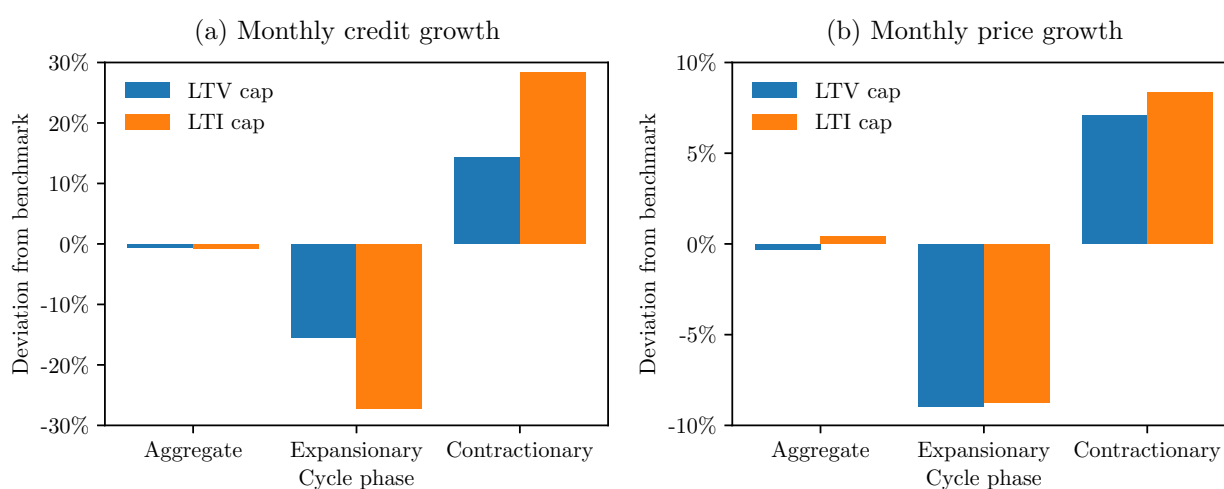 (a) Monthly credit growth
30%
20%
10%
0%
-10%
-20%
-30%
Deviation from benchmark
LTV cap
LTI cap
Aggregate Expansionary Contractionary
Cycle phase
(b) Monthly price growth
10%
5%
0%
-5%
-10%
Deviation from benchmark
LTV cap
LTI cap
Aggregate Expansionary Contractionary
Cycle phase